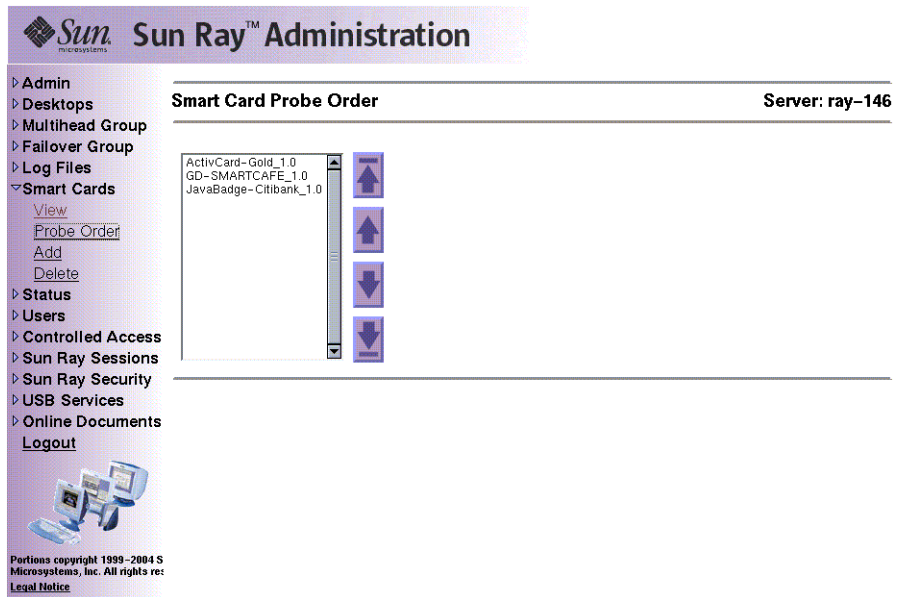 Sun microsystems Sun Ray™ Administration
Admin
Desktops
Multihead Group
Failover Group
Log Files
Smart Cards
View
Probe Order
Add
Delete
Status
Users
Controlled Access
Sun Ray Sessions
Sun Ray Security
USB Services
Online Documents
Logout
Portions copyright 1999-2004 S
Microsystems, Inc. All rights res
Legal Notice
Smart Card Probe Order
Server: ray-146
ActivCard-Gold_1.0
GD-SMARTCAFE_1.0
JavaBadge-Citibank_1.0